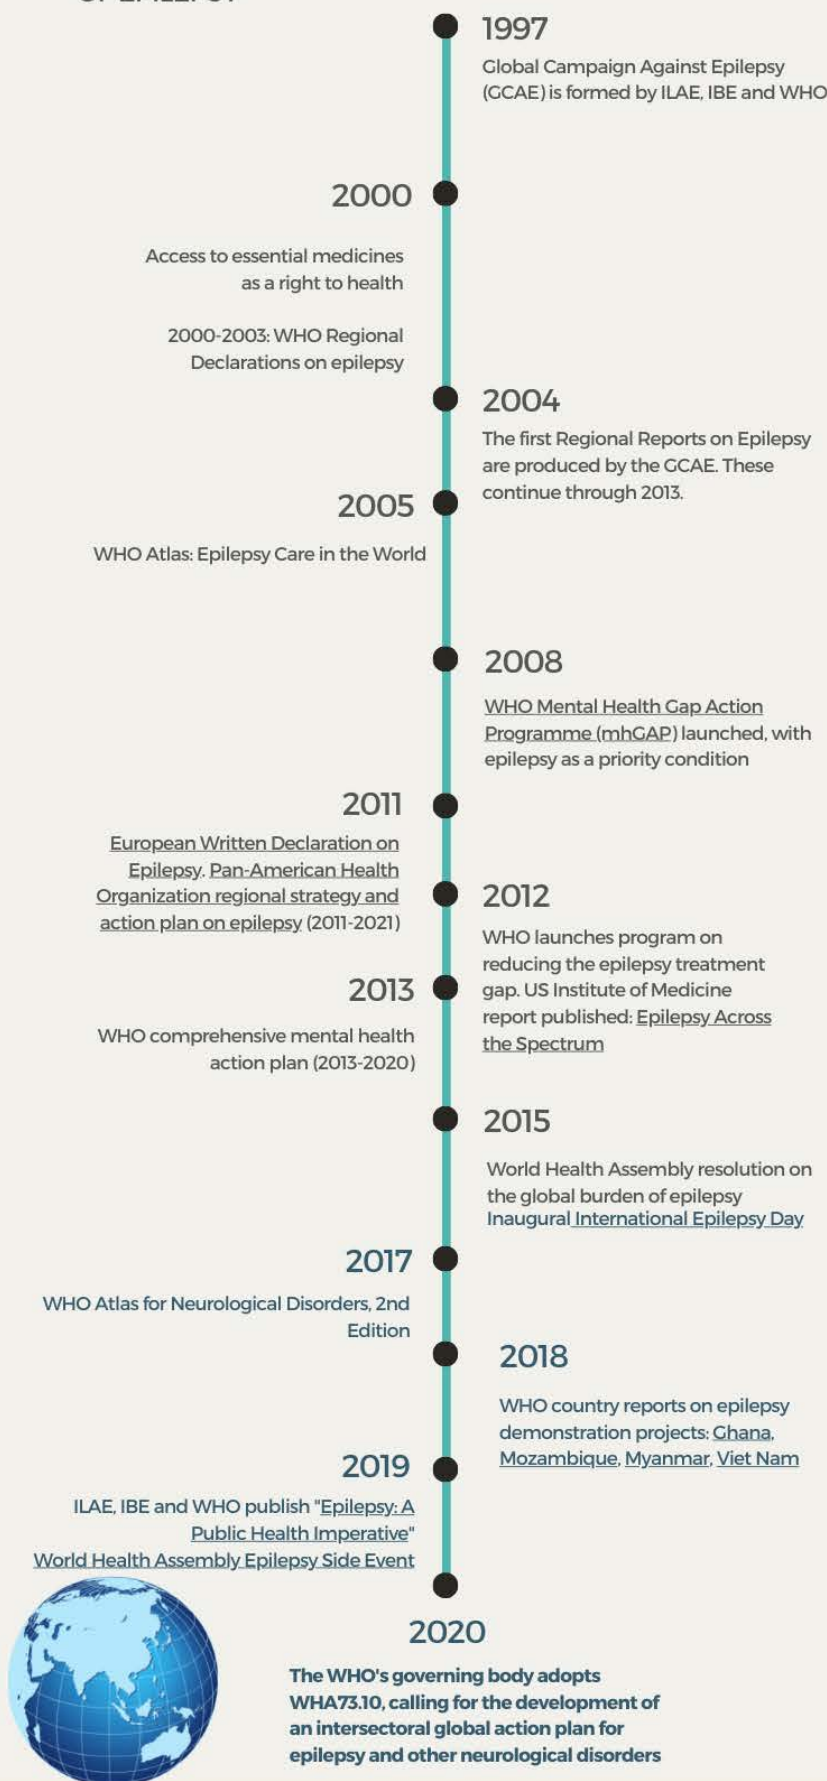 1997
Global Campaign Against Epilepsy
(GCAE) is formed by ILAE, IBE and WHO
2000
Access to essential medicines
as a right to health
2000-2003: WHO Regional
Declarations on epilepsy
2004
The first Regional Reports on Epilepsy
are produced by the GCAE. These
continue through 2013.
2005
WHO Atlas: Epilepsy Care in the World
2008
WHO Mental Health Gap Action
Programme (mhGAP) launched, with
epilepsy as a priority condition
2011
European Written Declaration on
Epilepsy. Pan-American Health
Organization regional strategy and
action plan on epilepsy (2011-2021)
2012
WHO launches program on
reducing the epilepsy treatment
gap. US Institute of Medicine
report published: Epilepsy Across
the Spectrum
2013
WHO comprehensive mental health
action plan (2013-2020)
2015
World Health Assembly resolution on
the global burden of epilepsy
Inaugural International Epilepsy Day
2017
WHO Atlas for Neurological Disorders, 2nd
Edition
2018
WHO country reports on epilepsy
demonstration projects: Ghana,
Mozambique, Myanmar, Viet Nam
2019
ILAE, IBE and WHO publish "Epilepsy: A
Public Health Imperative"
World Health Assembly Epilepsy Side Event
2020
The WHO's governing body adopts
WHA73.10, calling for the development of
an intersectoral global action plan for
epilepsy and other neurological disorders